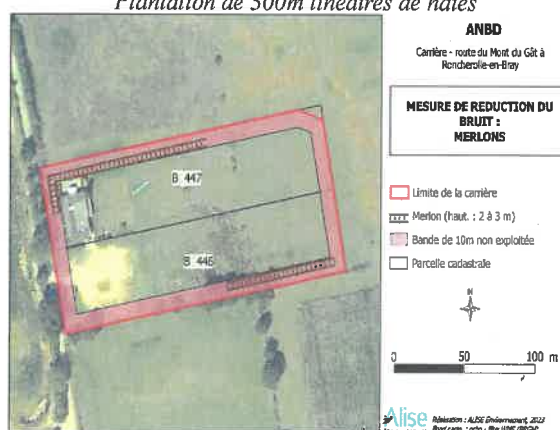 Plantation de 300m linéaires de haies
ANBD
Carrière - route du Mont du Gât à
Roncherolle-en-Bray
MESURE DE REDUCTION DU
BRUIT :
MERLONS
B 447
B 446
Limite de la carrière
Merlon (haut. : 2 à 3 m)
Bande de 10m non exploitée
Parcelle cadastrale
N
0 50 100 m
Alise
Réalisation : ALISE Environnement, 2023